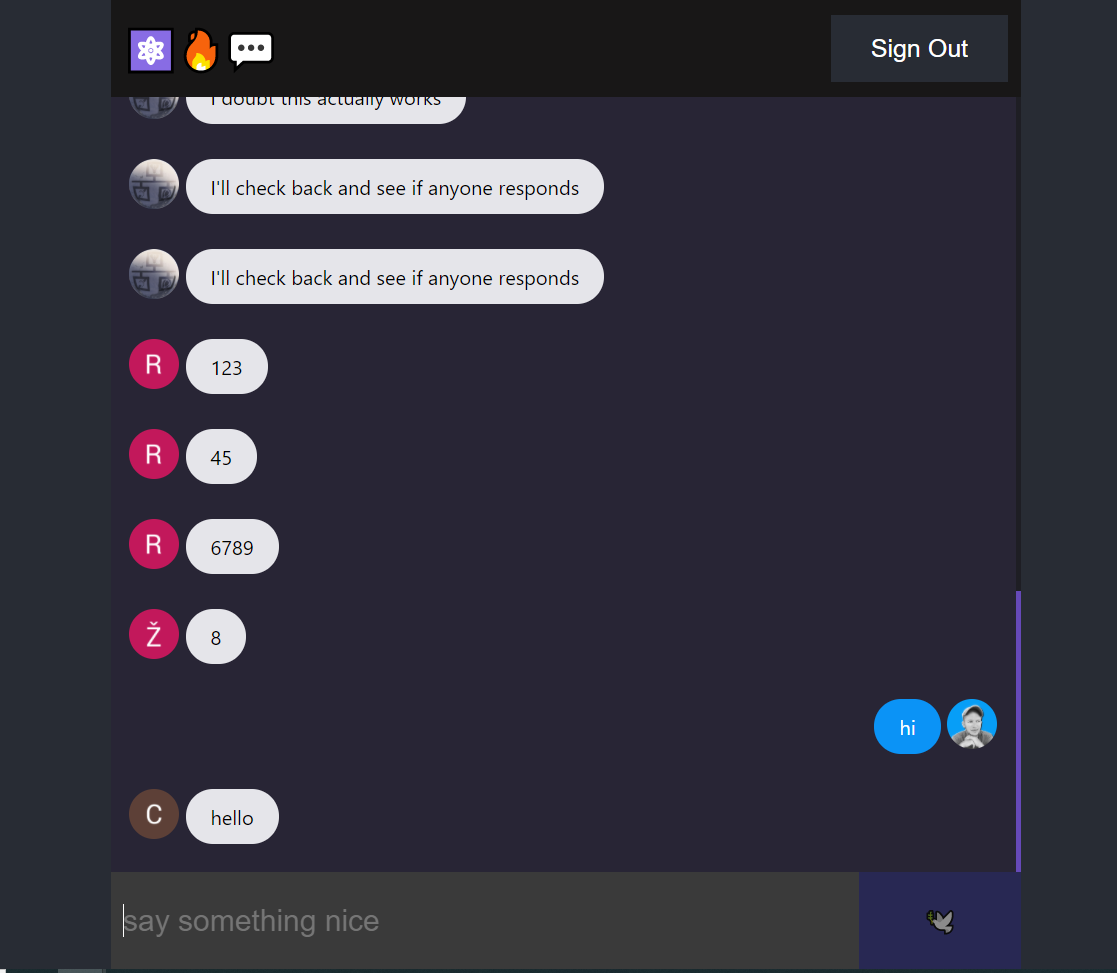 Sign Out
I doubt this actually works
I'll check back and see if anyone responds
I'll check back and see if anyone responds
R
123
R
45
R
6789
Ž
8
hi
C
hello
say something nice